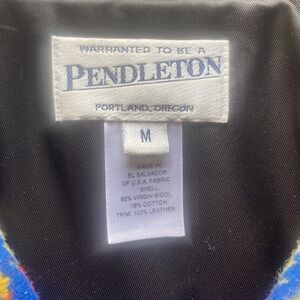 WARRANTED TO BE A
PENDLETON
PORTLAND, OREGON
M
MADE IN
EL SALVADOR
OF U.S.A. FABRIC
SHELL:
82% VIRGIN WOOL
18% COTTON
TRIM: 100% LEATHER